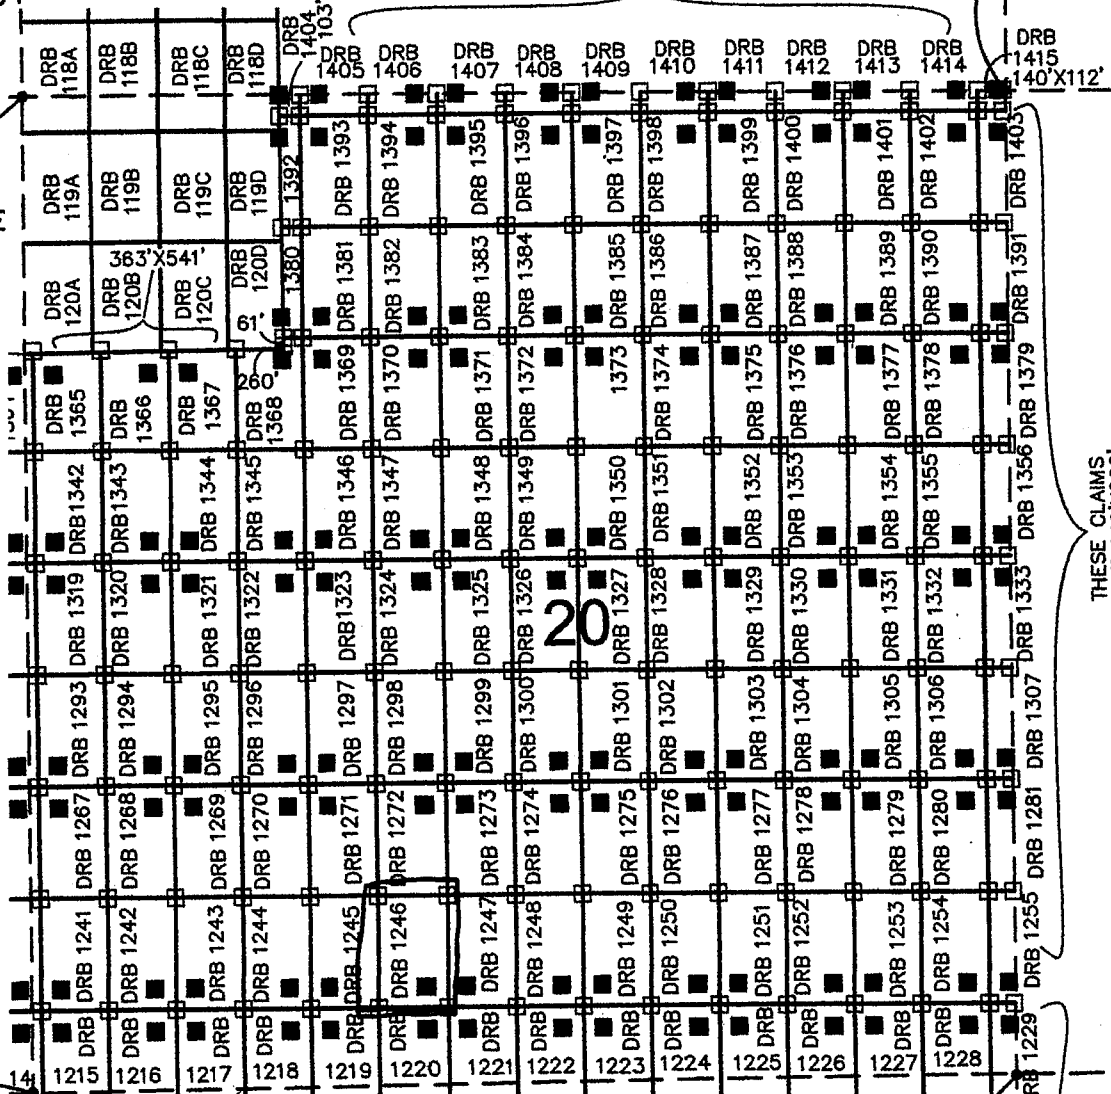 DRB 118A
DRB 118B
DRB 118C
DRB 118D
DRB 1404
103'
DRB 1405
DRB 1406
DRB 1407
DRB 1408
DRB 1409
DRB 1410
DRB 1411
DRB 1412
DRB 1413
DRB 1414
DRB 1415
140'X112'
DRB 119A
DRB 119B
DRB 119C
DRB 119D
1392
DRB 1393
DRB 1394
DRB 1395
DRB 1396
DRB 1397
DRB 1398
DRB 1399
DRB 1400
DRB 1401
DRB 1402
DRB 1403
363'X541'
DRB 120A
DRB 120B
DRB 120C
DRB 120D
1380
DRB 1381
DRB 1382
DRB 1383
DRB 1384
DRB 1385
DRB 1386
DRB 1387
DRB 1388
DRB 1389
DRB 1390
DRB 1391
61'
260'
DRB 1365
DRB 1366
DRB 1367
DRB 1368
DRB 1369
DRB 1370
DRB 1371
DRB 1372
1373
DRB 1374
DRB 1375
DRB 1376
DRB 1377
DRB 1378
DRB 1379
DRB1342
DRB1343
DRB 1344
DRB 1345
DRB 1346
DRB 1347
DRB 1348
DRB 1349
DRB 1350
DRB 1351
DRB 1352
DRB 1353
DRB 1354
DRB 1355
DRB 1356
THESE CLAIMS
DRB 1319
DRB 1320
DRB 1321
DRB 1322
DRB1323
DRB 1324
DRB 1325
DRB 1326
DRB 1327
DRB 1328
DRB 1329
DRB 1330
DRB 1331
DRB 1332
DRB 1333
20
DRB 1293
DRB 1294
DRB 1295
DRB 1296
DRB 1297
DRB 1298
DRB 1299
DRB 1300
DRB 1301
DRB 1302
DRB 1303
DRB 1304
DRB 1305
DRB 1306
DRB 1307
DRB 1267
DRB 1268
DRB 1269
DRB 1270
DRB 1271
DRB 1272
DRB 1273
DRB 1274
DRB 1275
DRB 1276
DRB 1277
DRB 1278
DRB 1279
DRB 1280
DRB 1281
DRB 1241
DRB 1242
DRB 1243
DRB 1244
DRB 1245
DRB 1246
DRB 1247
DRB 1248
DRB 1249
DRB 1250
DRB 1251
DRB 1252
DRB 1253
DRB 1254
DRB 1255
14
DRB 1215
DRB 1216
DRB 1217
DRB 1218
DRB 1219
DRB 1220
DRB 1221
DRB 1222
DRB 1223
DRB 1224
DRB 1225
DRB 1226
DRB 1227
DRB 1228
RB 1229